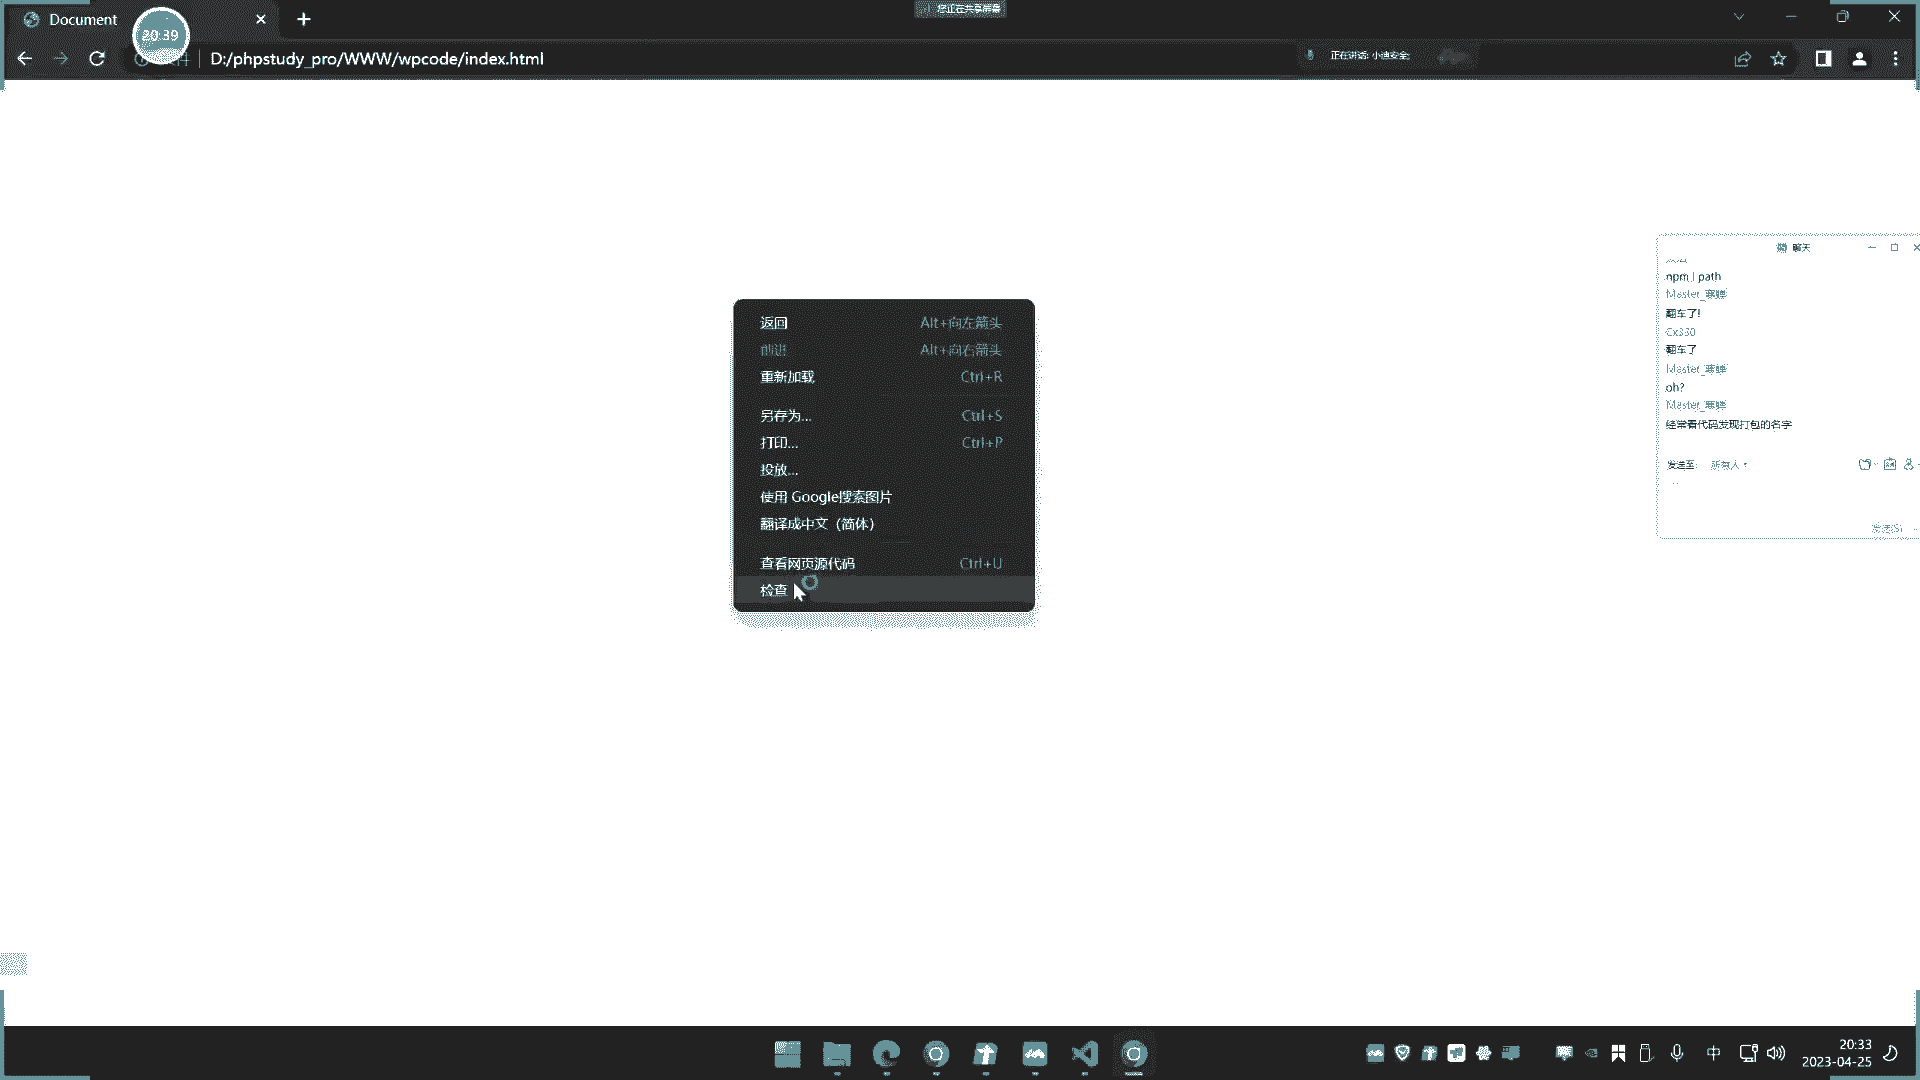 Document
20:39
您正在共享屏幕
D:/phpstudy_pro/WWW/wpcode/index.html
正在讲话: 小迪安全;
返回 Alt+向左箭头
前进 Alt+向右箭头
重新加载 Ctrl+R
另存为... Ctrl+S
打印... Ctrl+P
投放...
使用 Google搜索图片
翻译成中文（简体）
查看网页源代码 Ctrl+U
检查
聊天
npm i path
Master_寒蝉
翻车了!
Cx330
翻车了
Master_寒蝉
oh?
Master_寒蝉
经常看代码发现打包的名字
发送至: 所有人
发送(S)
中
20:33
2023-04-25